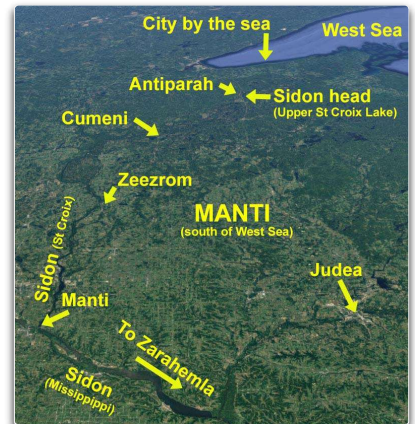 City by the sea
West Sea
Antiparah
Sidon head
(Upper St Croix Lake)
Cumeni
Zeezrom
MANTI
(south of West Sea)
Sidon (St Croix)
Judea
Manti
To Zarahemla
Sidon
(Missippippi)